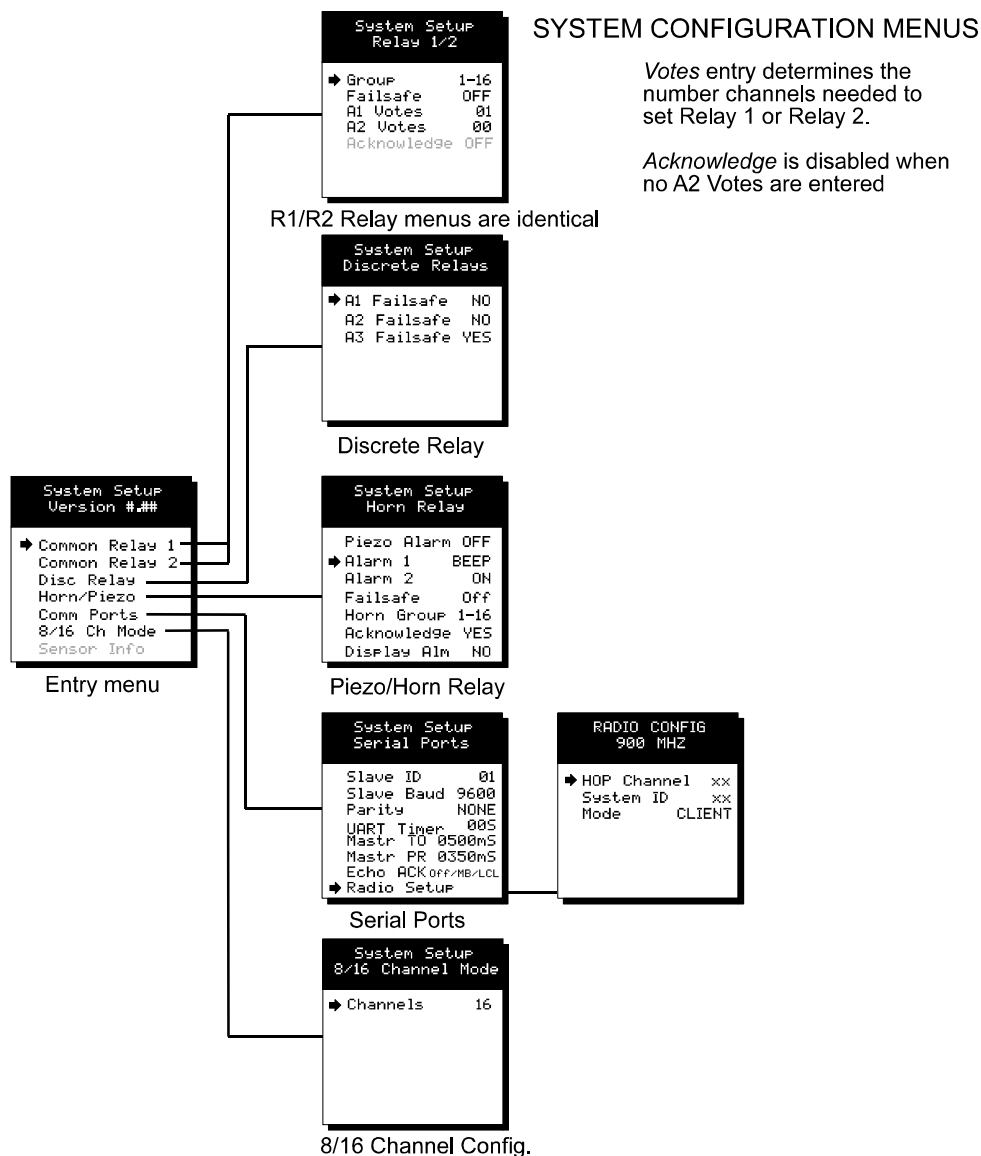 SYSTEM CONFIGURATION MENUS
Votes entry determines the
number channels needed to
set Relay 1 or Relay 2.
Acknowledge is disabled when
no A2 Votes are entered
System Setup
Relay 1/2
Group 1-16
Failsafe OFF
A1 Votes 01
A2 Votes 00
Acknowledge OFF
R1/R2 Relay menus are identical
System Setup
Discrete Relays
A1 Failsafe NO
A2 Failsafe NO
A3 Failsafe YES
Discrete Relay
System Setup
Version #.##
Common Relay 1
Common Relay 2
Disc Relay
Horn/Piezo
Comm Ports
8/16 Ch Mode
Sensor Info
Entry menu
System Setup
Horn Relay
Piezo Alarm OFF
Alarm 1 BEEP
Alarm 2 ON
Failsafe Off
Horn Group 1-16
Acknowledge YES
Display Alm NO
Piezo/Horn Relay
System Setup
Serial Ports
Slave ID 01
Slave Baud 9600
Parity NONE
UART Timer 00S
Mastr TO 0500mS
Mastr PR 0350mS
Echo ACK Off/MB/LCL
Radio Setup
Serial Ports
RADIO CONFIG
900 MHZ
HOP Channel xx
System ID xx
Mode CLIENT
System Setup
8/16 Channel Mode
Channels 16
8/16 Channel Config.